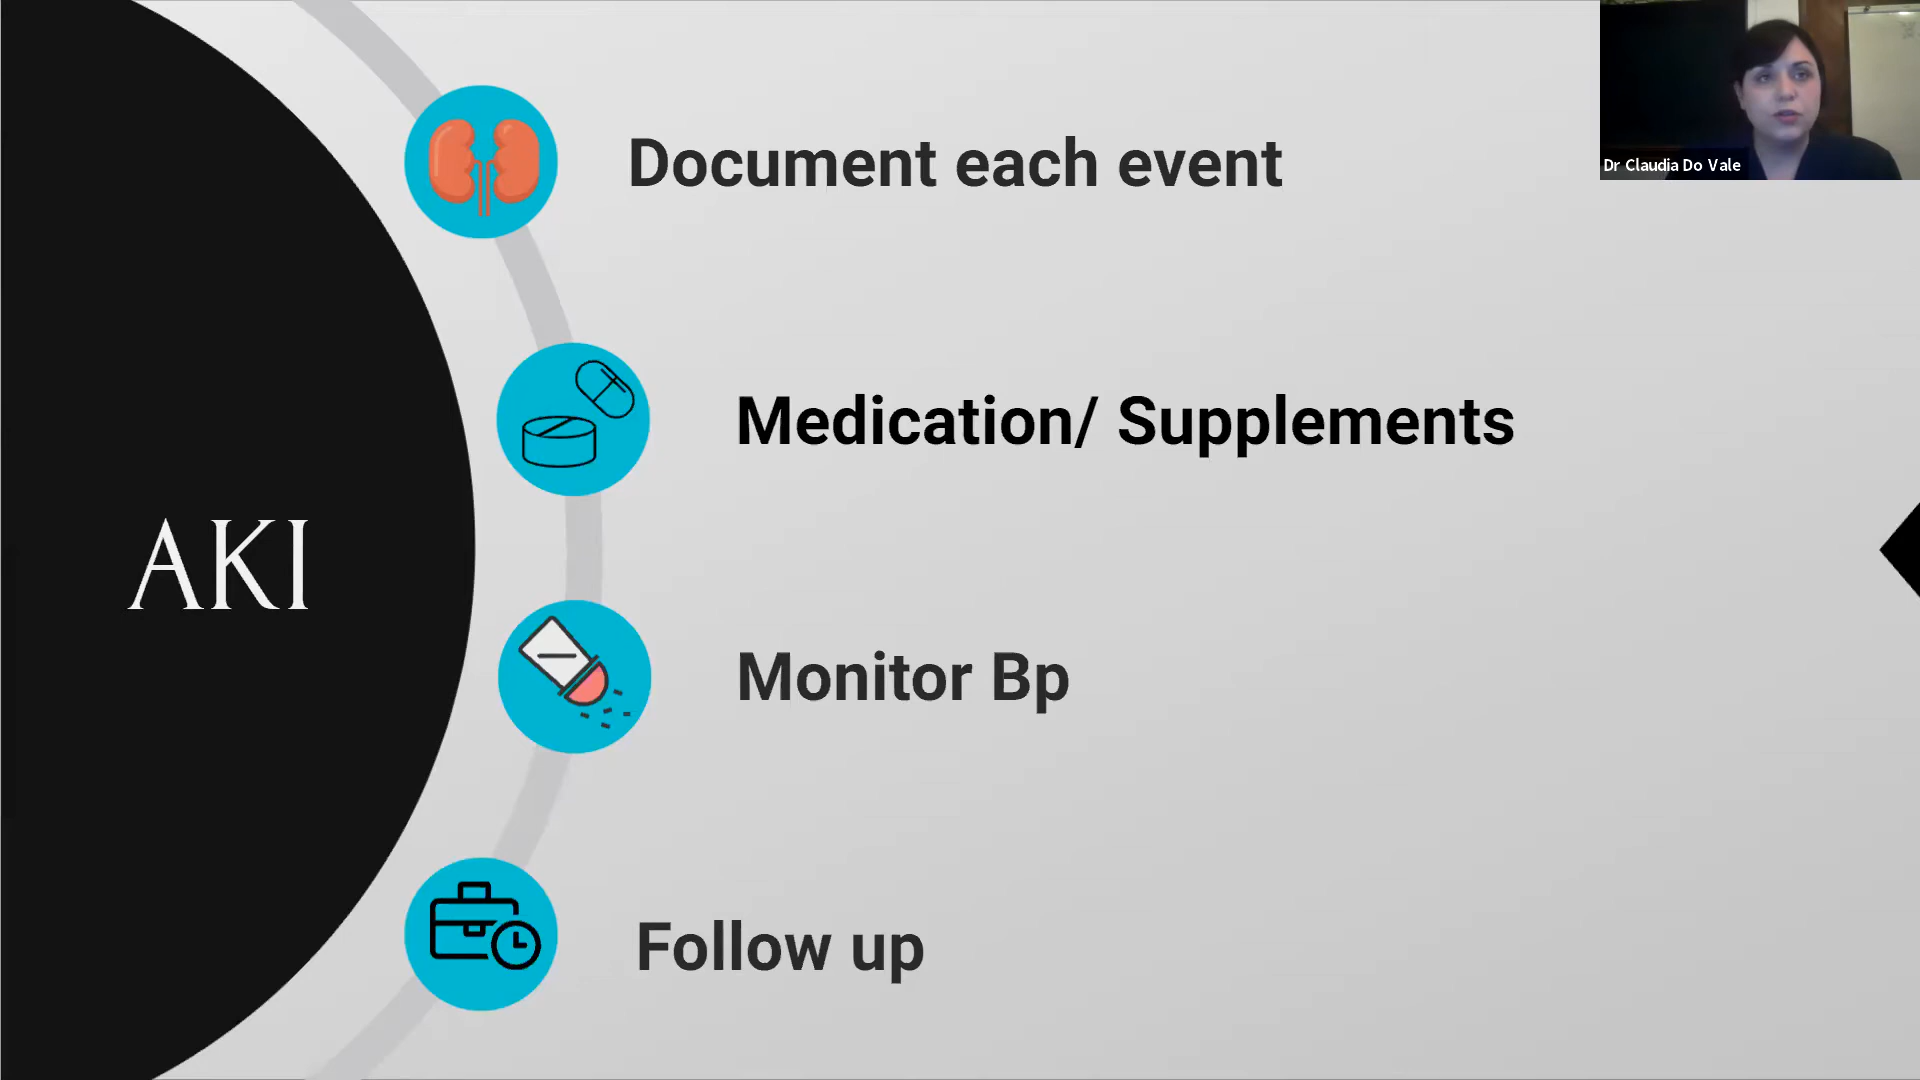 Document each event
Dr Claudia Do Vale
Medication/ Supplements
AKI
Monitor Bp
Follow up